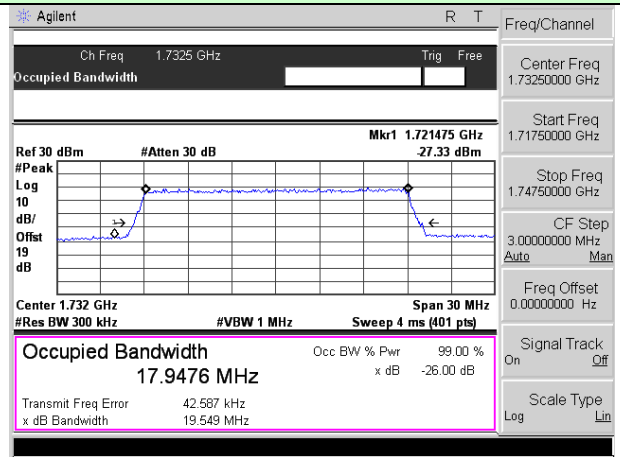 Agilent
R T
Freq/Channel
Ch Freq 1.7325 GHz
Trig Free
Occupied Bandwidth
Center Freq
1.73250000 GHz
Start Freq
1.71750000 GHz
Mkr1 1.721475 GHz
Ref 30 dBm #Atten 30 dB -27.33 dBm
#Peak
Log
10
dB/
Offst
19
dB
Stop Freq
1.74750000 GHz
CF Step
3.00000000 MHz
Auto Man
Center 1.732 GHz Span 30 MHz
#Res BW 300 kHz #VBW 1 MHz Sweep 4 ms (401 pts)
Freq Offset
0.00000000 Hz
Occupied Bandwidth
17.9476 MHz
Occ BW % Pwr 99.00 %
x dB -26.00 dB
Transmit Freq Error 42.587 kHz
x dB Bandwidth 19.549 MHz
Signal Track
On Off
Scale Type
Log Lin